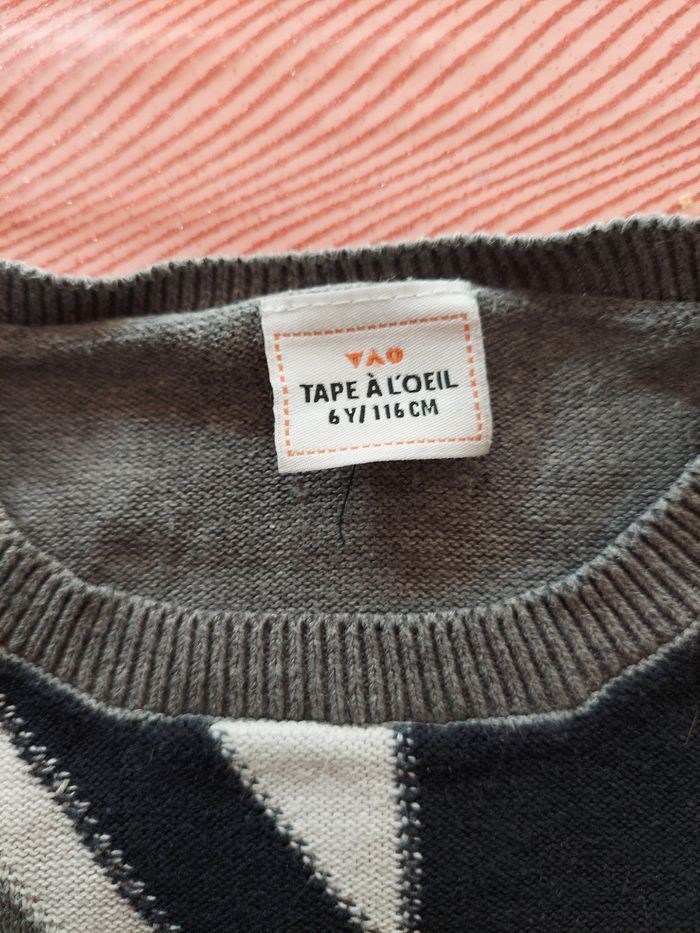 TAO
TAPE À L'OEIL
6 Y/ 116 CM